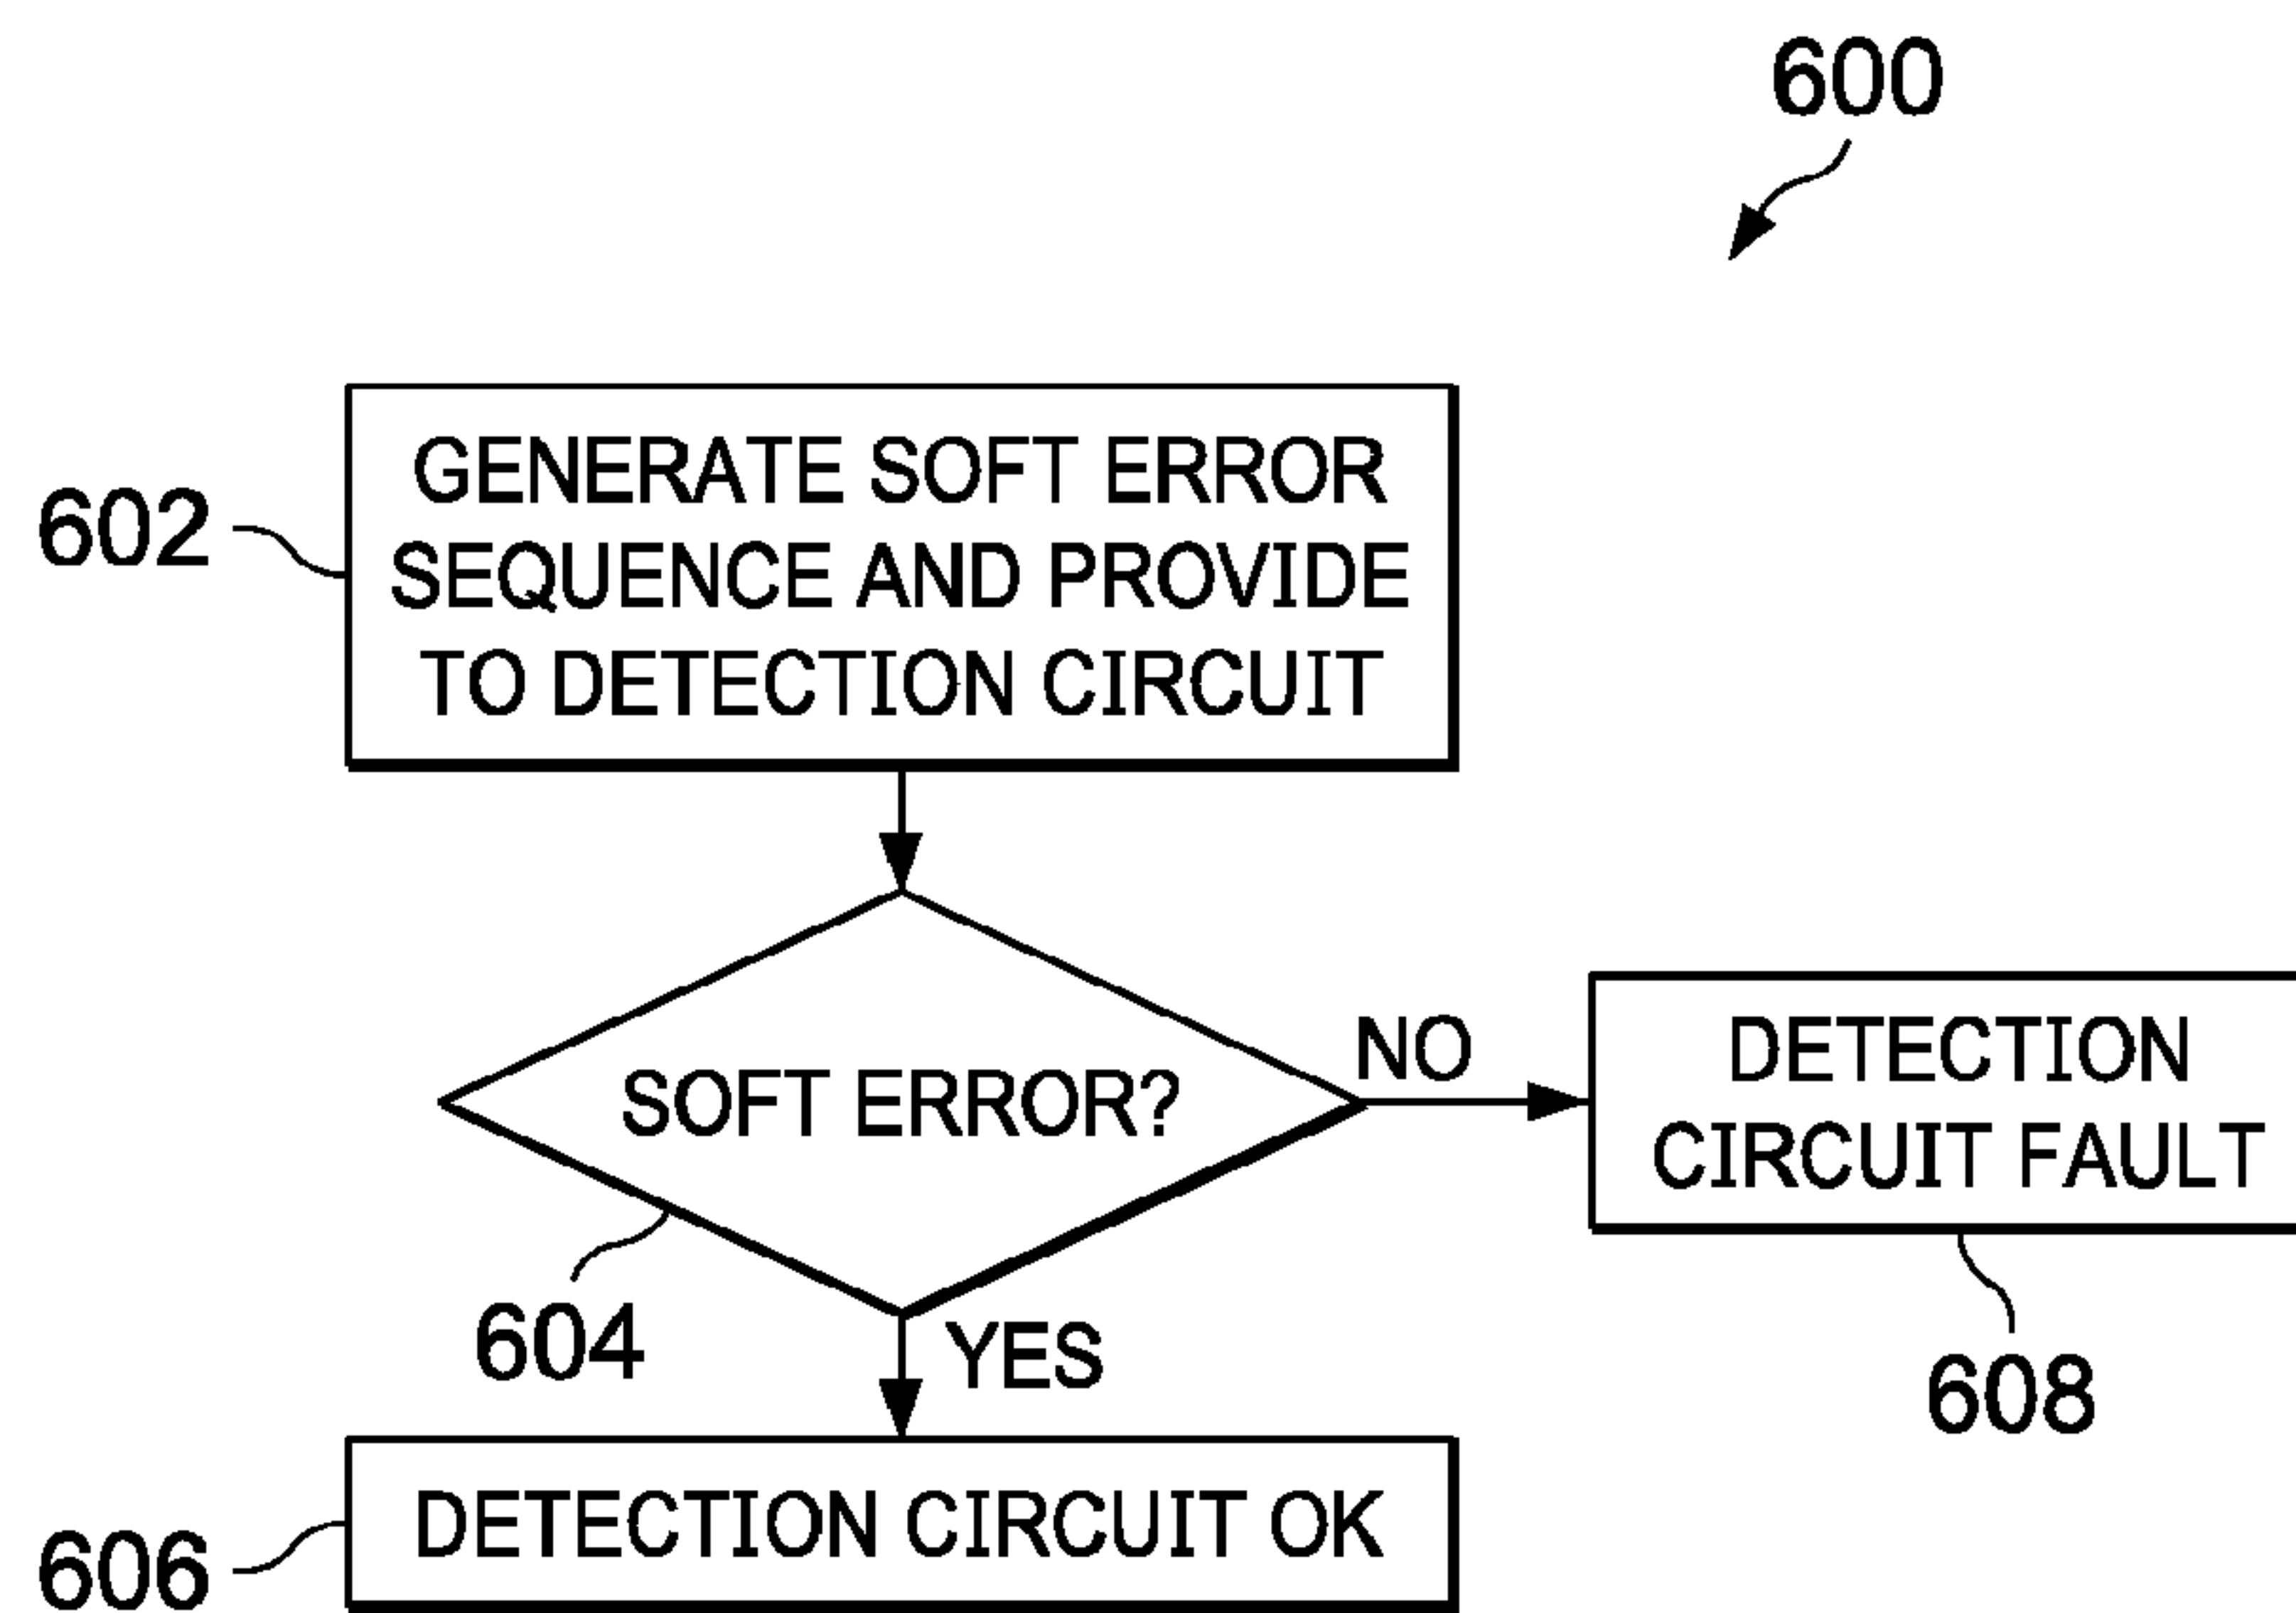 600
602
GENERATE SOFT ERROR
SEQUENCE AND PROVIDE
TO DETECTION CIRCUIT
SOFT ERROR?
NO
DETECTION
CIRCUIT FAULT
604
YES
608
606
DETECTION CIRCUIT OK